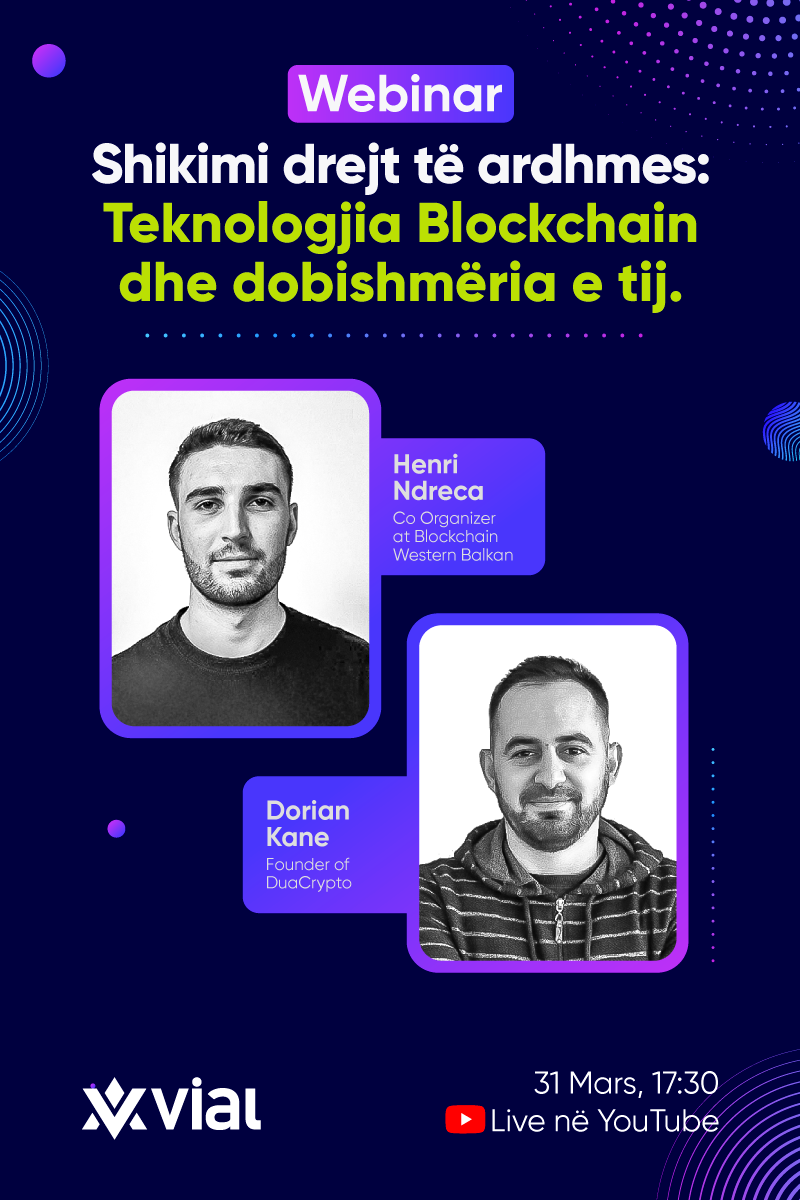 Webinar
Shikimi drejt të ardhmes:
Teknologjia Blockchain
dhe dobishmëria e tij.
Henri
Ndreca
Co Organizer
at Blockchain
Western Balkan
Dorian
Kane
Founder of
DuaCrypto
vial
31 Mars, 17:30
Live në YouTube